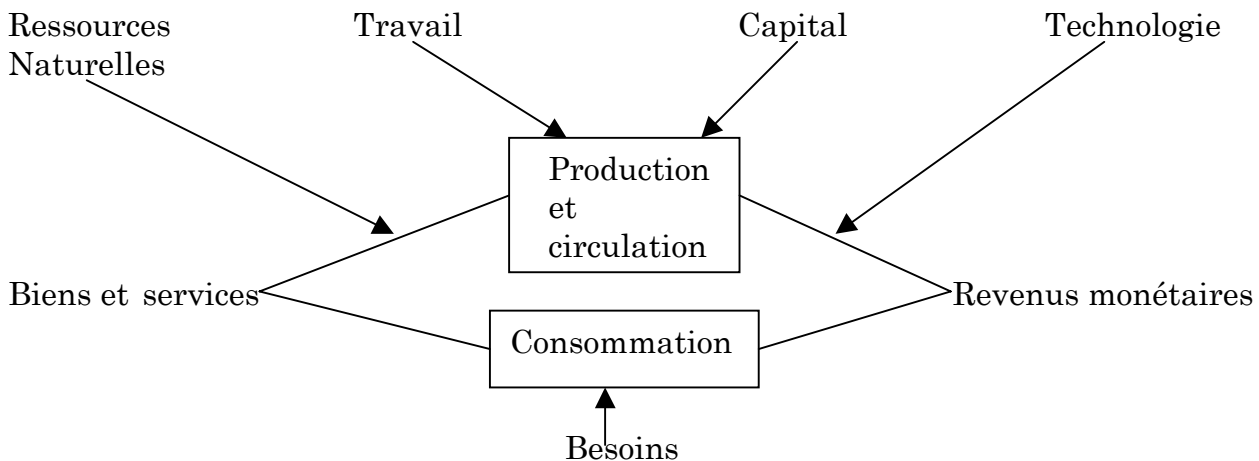 Ressources
Naturelles
Travail
Capital
Technologie
Production
et
circulation
Biens et services
Revenus monétaires
Consommation
Besoins